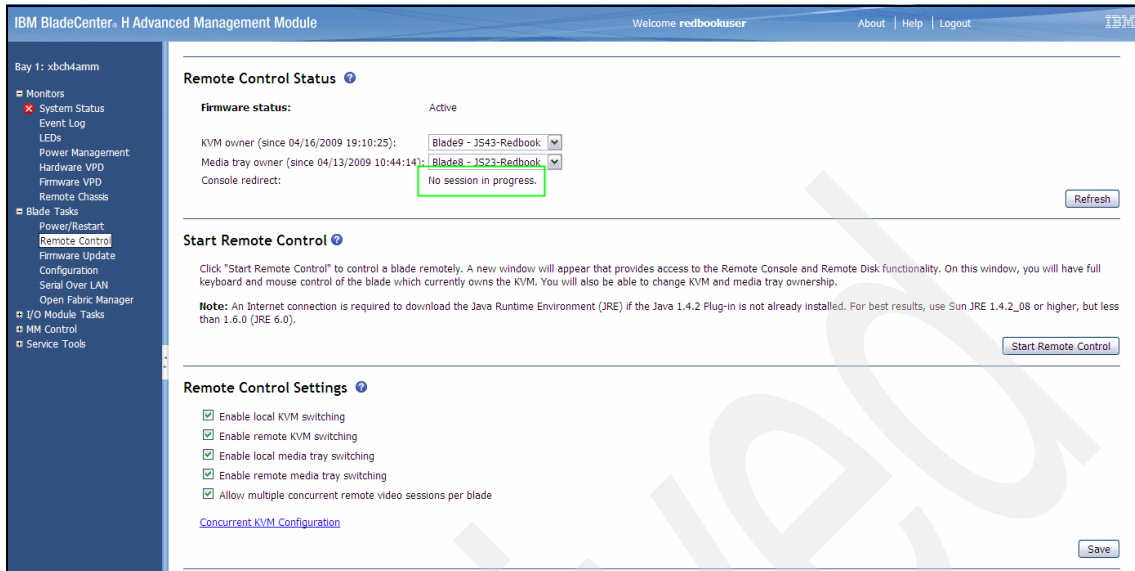 IBM BladeCenter® H Advanced Management Module
Welcome redbookuser
About | Help | Logout
IBM
Bay 1: xbch4amm
Monitors
System Status
Event Log
LEDs
Power Management
Hardware VPD
Firmware VPD
Remote Chassis
Blade Tasks
Power/Restart
Remote Control
Firmware Update
Configuration
Serial Over LAN
Open Fabric Manager
I/O Module Tasks
MM Control
Service Tools
Remote Control Status
Firmware status: Active
KVM owner (since 04/16/2009 19:10:25): Blade9 - JS43-Redbook
Media tray owner (since 04/13/2009 10:44:14): Blade8 - JS23-Redbook
Console redirect: No session in progress.
Refresh
Start Remote Control
Click "Start Remote Control" to control a blade remotely. A new window will appear that provides access to the Remote Console and Remote Disk functionality. On this window, you will have full
keyboard and mouse control of the blade which currently owns the KVM. You will also be able to change KVM and media tray ownership.
Note: An Internet connection is required to download the Java Runtime Environment (JRE) if the Java 1.4.2 Plug-in is not already installed. For best results, use Sun JRE 1.4.2_08 or higher, but less
than 1.6.0 (JRE 6.0).
Start Remote Control
Remote Control Settings
Enable local KVM switching
Enable remote KVM switching
Enable local media tray switching
Enable remote media tray switching
Allow multiple concurrent remote video sessions per blade
Concurrent KVM Configuration
Save